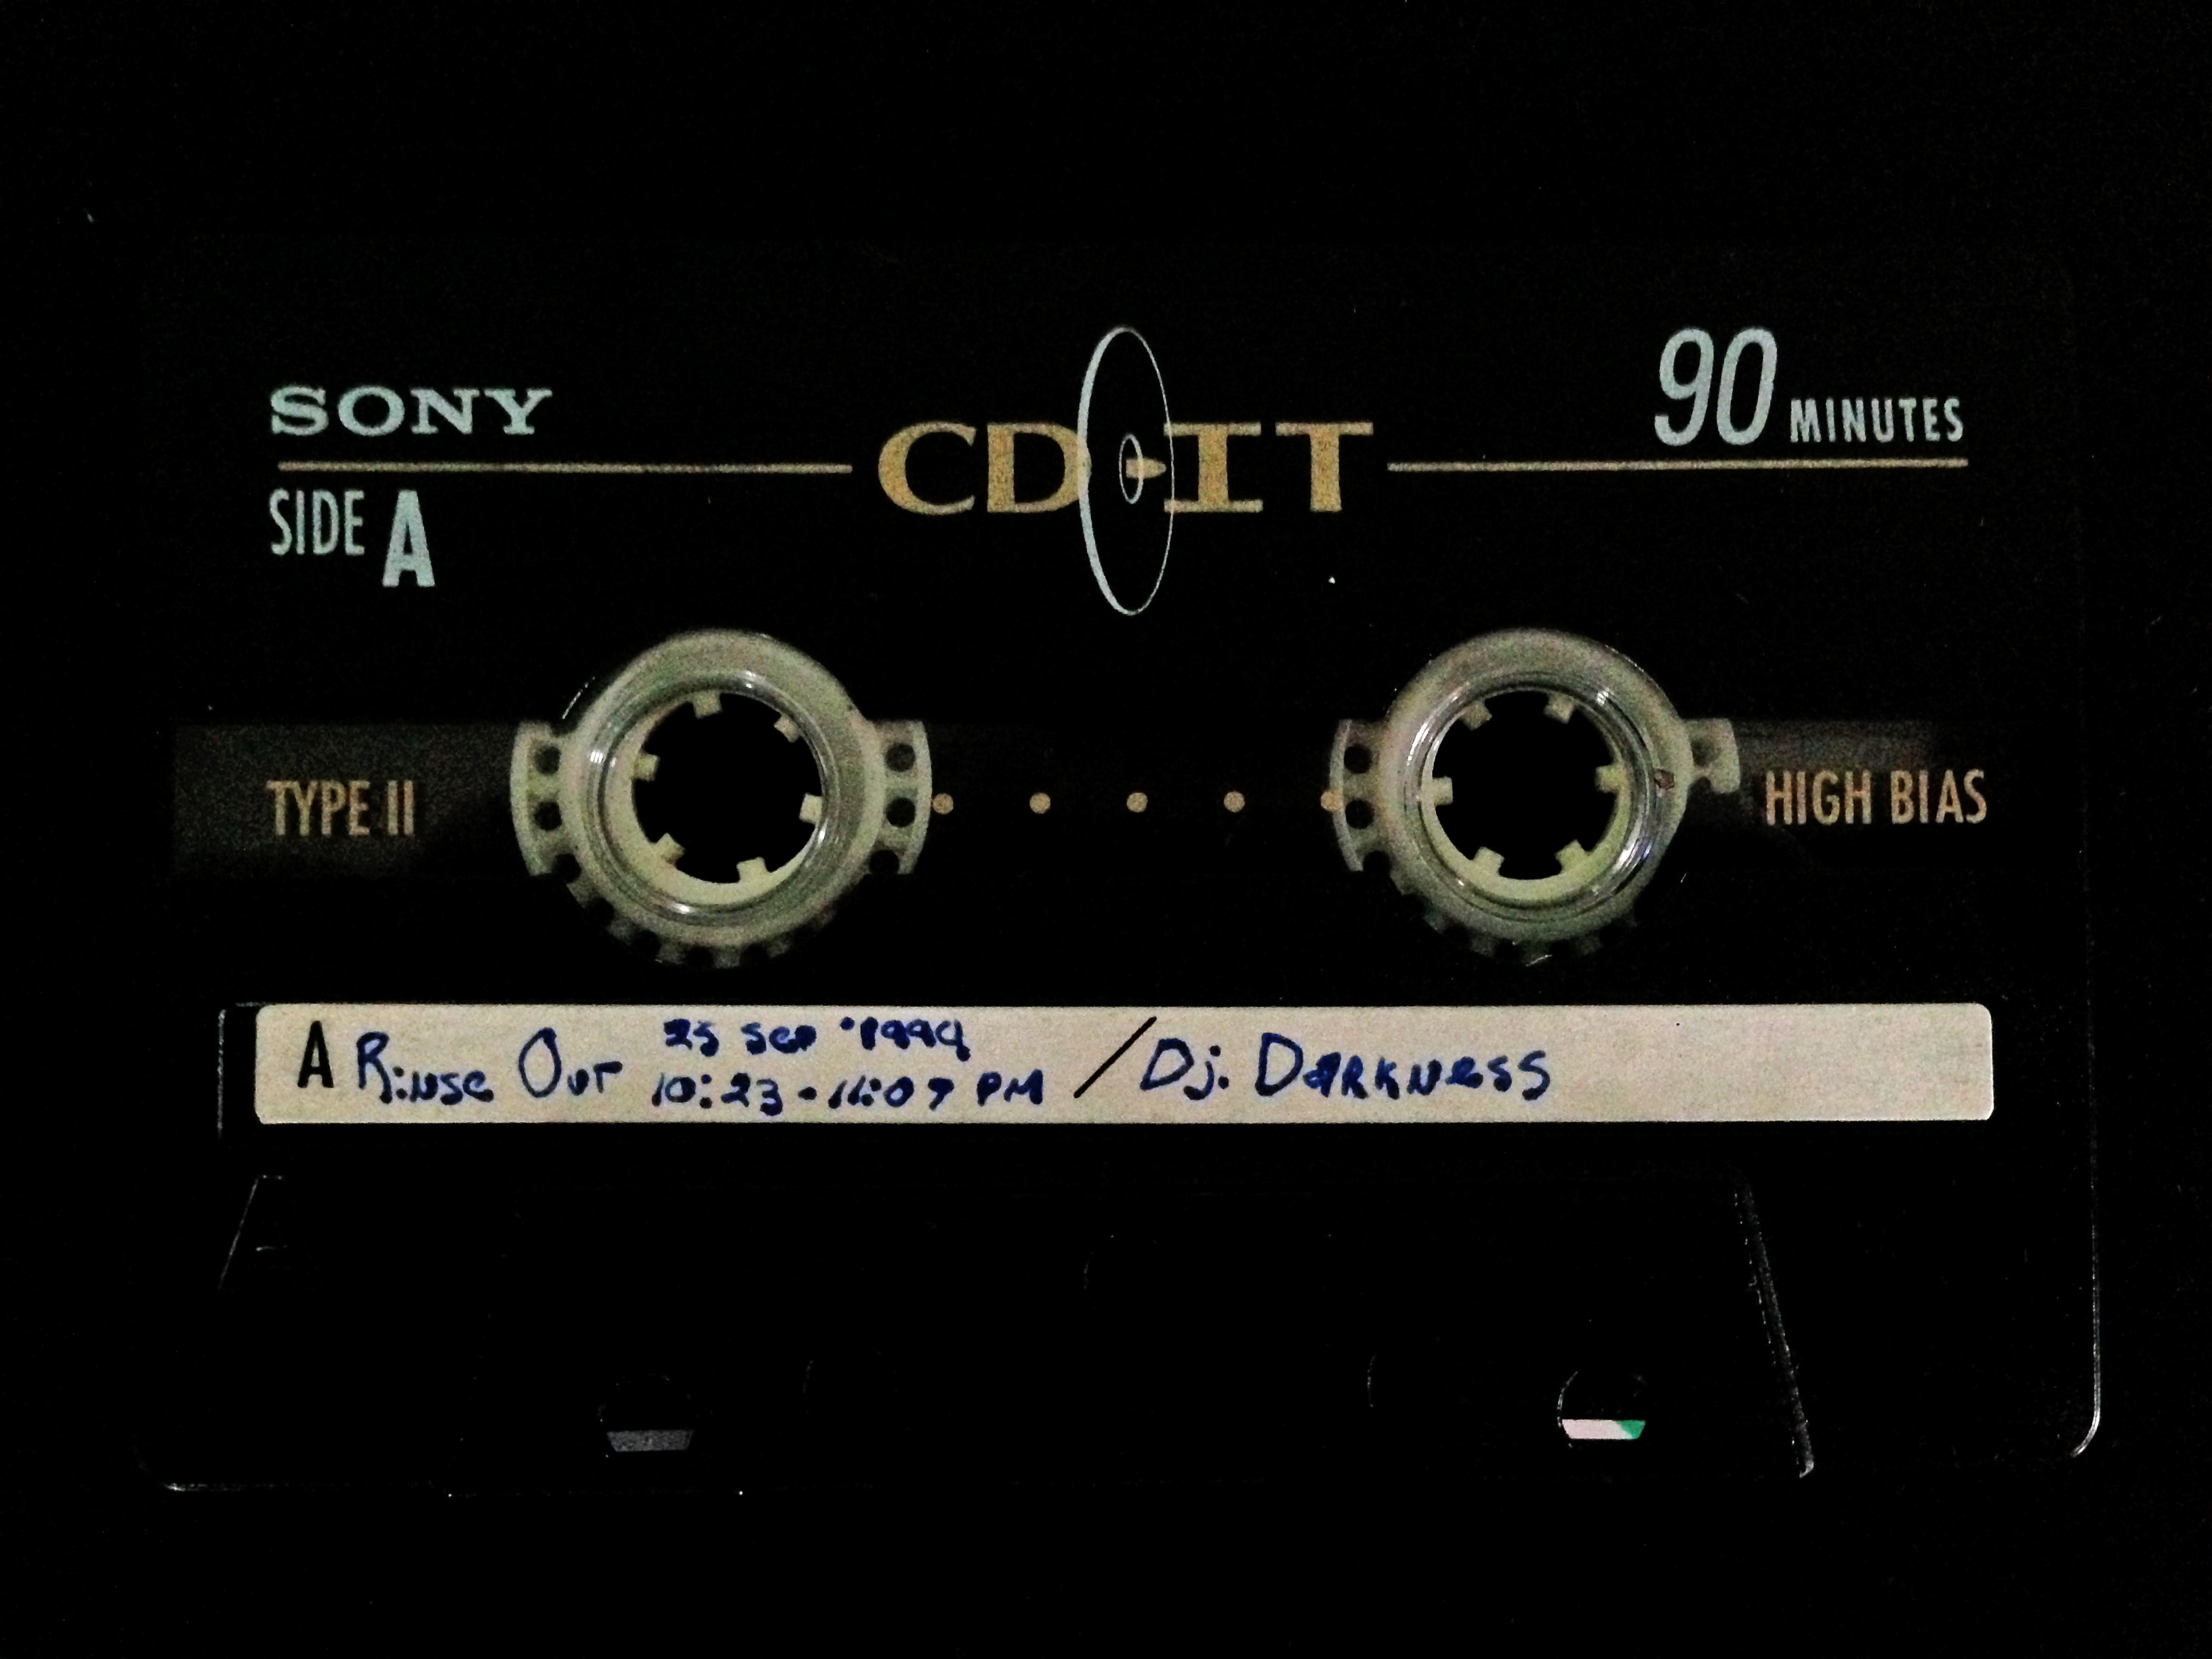 SONY
CD-IT
90 MINUTES
SIDE A
TYPE II
HIGH BIAS
A Rinse Out 25 Sep '1999 / Dj. Darkness
10:23-11:07 PM